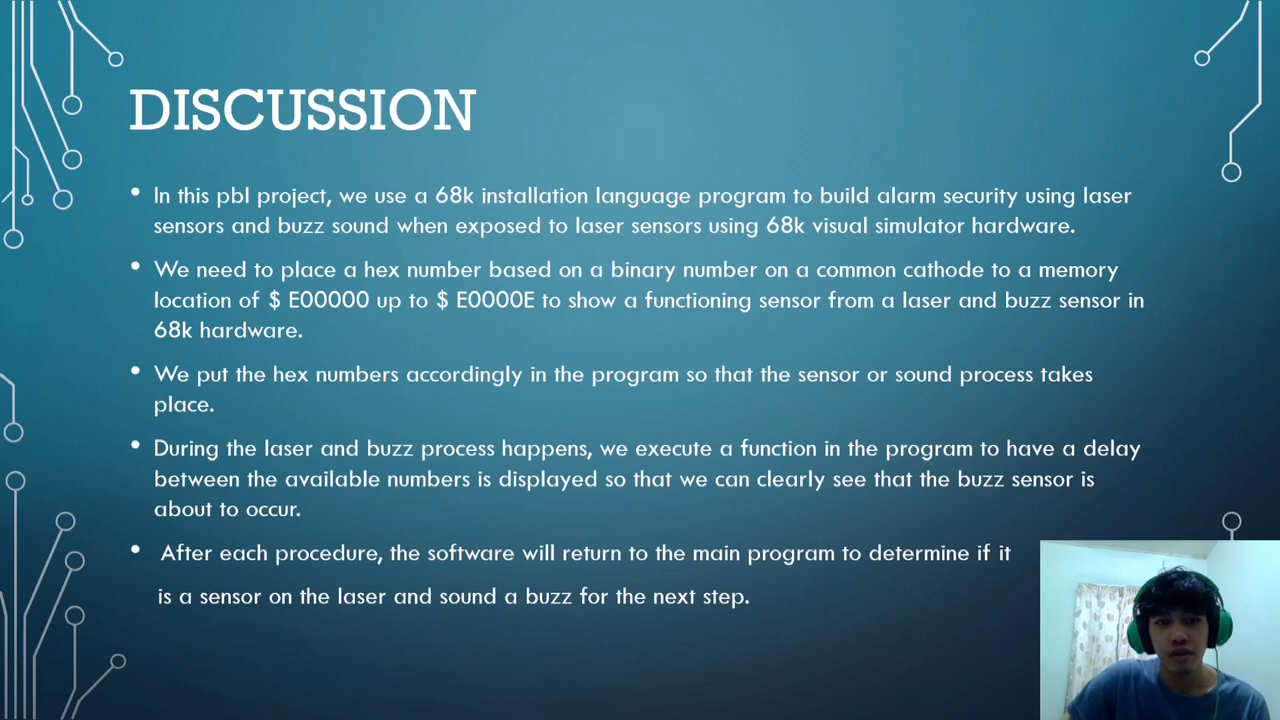 DISCUSSION
• In this pbl project, we use a 68k installation language program to build alarm security using laser
sensors and buzz sound when exposed to laser sensors using 68k visual simulator hardware.
• We need to place a hex number based on a binary number on a common cathode to a memory
location of $ E00000 up to $ E0000E to show a functioning sensor from a laser and buzz sensor in
68k hardware.
• We put the hex numbers accordingly in the program so that the sensor or sound process takes
place.
• During the laser and buzz process happens, we execute a function in the program to have a delay
between the available numbers is displayed so that we can clearly see that the buzz sensor is
about to occur.
• After each procedure, the software will return to the main program to determine if it
is a sensor on the laser and sound a buzz for the next step.